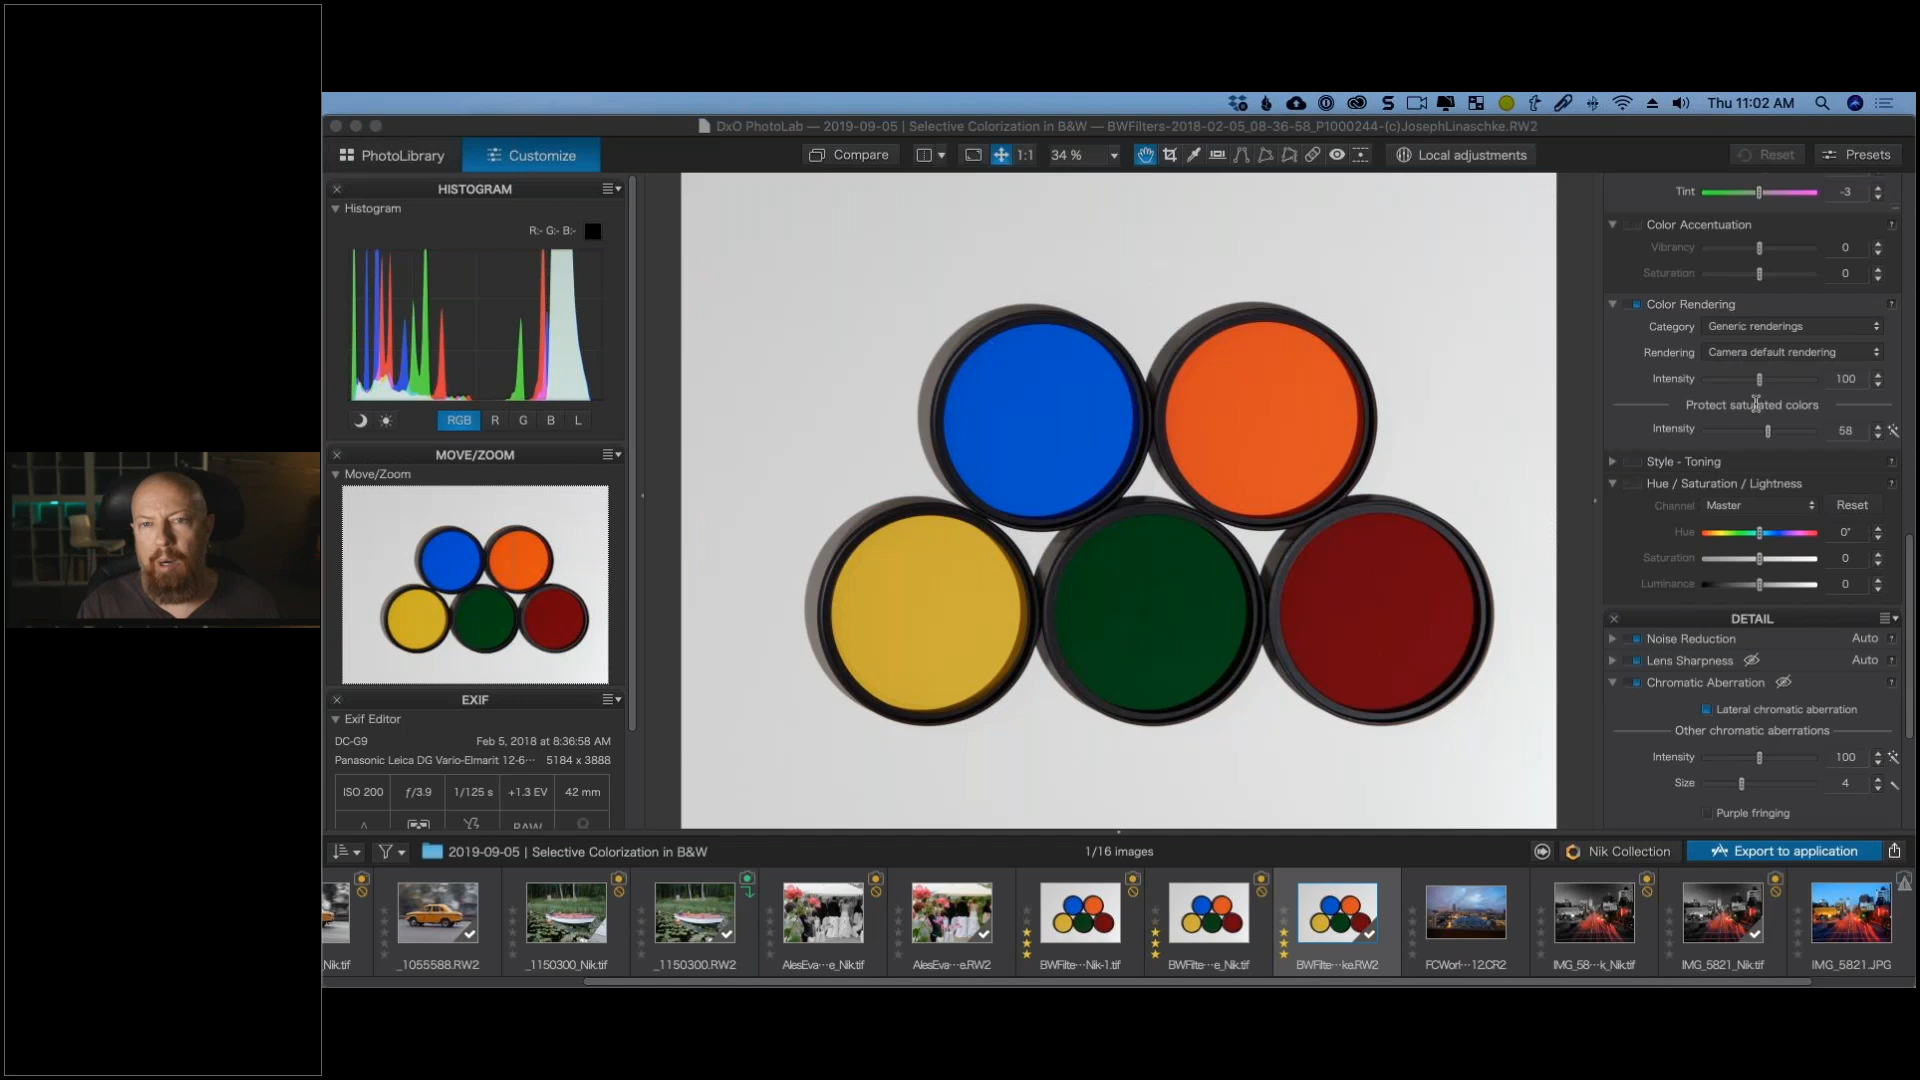 Thu 11:02 AM
DxO PhotoLab — 2019-09-05 | Selective Colorization in B&W — BWFilters-2018-02-05_08-36-58_P1000244-(c)JosephLinaschke.RW2
PhotoLibrary
Customize
Compare
1:1
34 %
Local adjustments
Reset
Presets
HISTOGRAM
Histogram
R:- G:- B:-
RGB R G B L
MOVE/ZOOM
Move/Zoom
EXIF
Exif Editor
DC-G9 Feb 5, 2018 at 8:36:58 AM
Panasonic Leica DG Vario-Elmarit 12-6··· 5184 x 3888
ISO 200 ƒ/3.9 1/125 s +1.3 EV 42 mm
RAW
Tint -3
Color Accentuation
Vibrancy 0
Saturation 0
Color Rendering
Category Generic renderings
Rendering Camera default rendering
Intensity 100
Protect saturated colors
Intensity 58
Style - Toning
Hue / Saturation / Lightness
Channel Master Reset
Hue 0°
Saturation 0
Luminance 0
DETAIL
Noise Reduction Auto
Lens Sharpness Auto
Chromatic Aberration
Lateral chromatic aberration
Other chromatic aberrations
Intensity 100
Size 4
Purple fringing
2019-09-05 | Selective Colorization in B&W
1/16 images
Nik Collection
Export to application
_Nik.tif
_1055588.RW2
_1150300_Nik.tif
_1150300.RW2
AlesEva···e_Nik.tif
AlesEva···e.RW2
BWFilte···Nik-1.tif
BWFilte···e_Nik.tif
BWFilte···ke.RW2
FCWorl···12.CR2
IMG_58···k_Nik.tif
IMG_5821_Nik.tif
IMG_5821.JPG